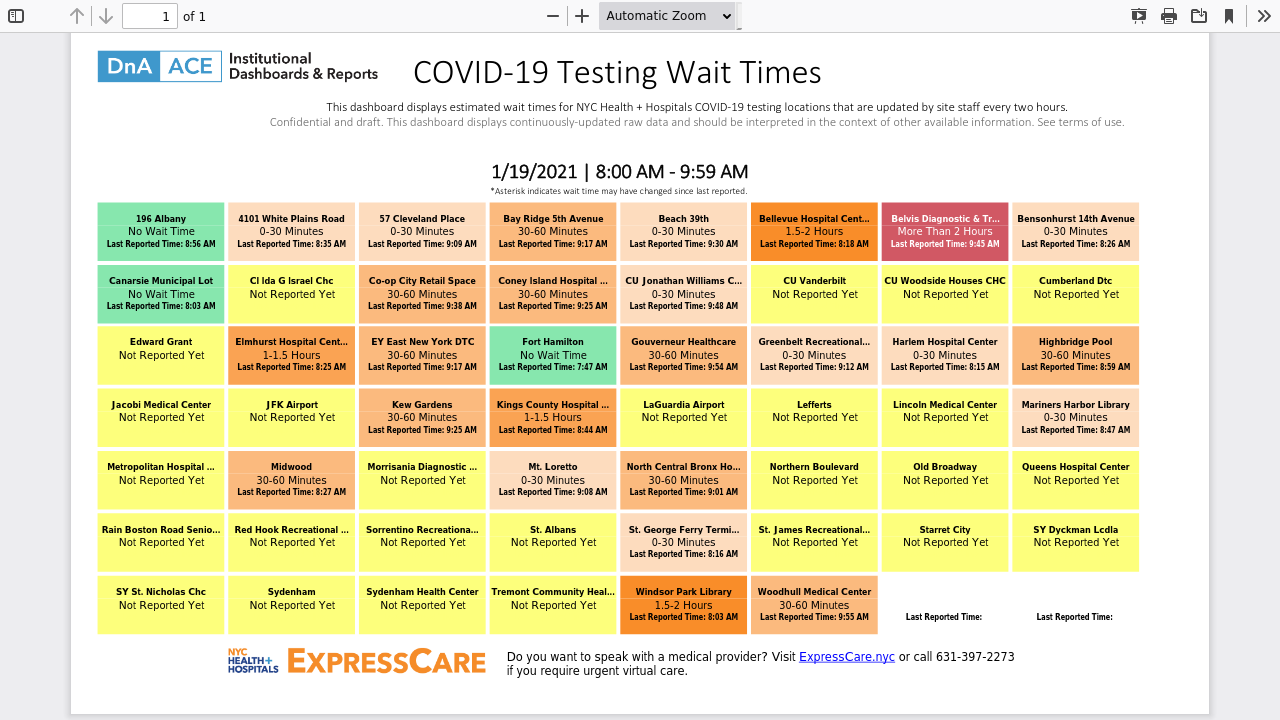 1 of 1 Automatic Zoom
DnA ACE Institutional
Dashboards & Reports
COVID-19 Testing Wait Times
This dashboard displays estimated wait times for NYC Health + Hospitals COVID-19 testing locations that are updated by site staff every two hours.
Confidential and draft. This dashboard displays continuously-updated raw data and should be interpreted in the context of other available information. See terms of use.
1/19/2021 | 8:00 AM - 9:59 AM
*Asterisk indicates wait time may have changed since last reported.
196 Albany
No Wait Time
Last Reported Time: 8:56 AM
4101 White Plains Road
0-30 Minutes
Last Reported Time: 8:35 AM
57 Cleveland Place
0-30 Minutes
Last Reported Time: 9:09 AM
Bay Ridge 5th Avenue
30-60 Minutes
Last Reported Time: 9:17 AM
Beach 39th
0-30 Minutes
Last Reported Time: 9:30 AM
Bellevue Hospital Cent...
1.5-2 Hours
Last Reported Time: 8:18 AM
Belvis Diagnostic & Tr...
More Than 2 Hours
Last Reported Time: 9:45 AM
Bensonhurst 14th Avenue
0-30 Minutes
Last Reported Time: 8:26 AM
Canarsie Municipal Lot
No Wait Time
Last Reported Time: 8:03 AM
Cl Ida G Israel Chc
Not Reported Yet
Co-op City Retail Space
30-60 Minutes
Last Reported Time: 9:38 AM
Coney Island Hospital ...
30-60 Minutes
Last Reported Time: 9:25 AM
CU Jonathan Williams C...
0-30 Minutes
Last Reported Time: 9:48 AM
CU Vanderbilt
Not Reported Yet
CU Woodside Houses CHC
Not Reported Yet
Cumberland Dtc
Not Reported Yet
Edward Grant
Not Reported Yet
Elmhurst Hospital Cent...
1-1.5 Hours
Last Reported Time: 8:25 AM
EY East New York DTC
30-60 Minutes
Last Reported Time: 9:17 AM
Fort Hamilton
No Wait Time
Last Reported Time: 7:47 AM
Gouverneur Healthcare
30-60 Minutes
Last Reported Time: 9:54 AM
Greenbelt Recreational...
0-30 Minutes
Last Reported Time: 9:12 AM
Harlem Hospital Center
0-30 Minutes
Last Reported Time: 8:15 AM
Highbridge Pool
30-60 Minutes
Last Reported Time: 8:59 AM
Jacobi Medical Center
Not Reported Yet
JFK Airport
Not Reported Yet
Kew Gardens
30-60 Minutes
Last Reported Time: 9:25 AM
Kings County Hospital ...
1-1.5 Hours
Last Reported Time: 8:44 AM
LaGuardia Airport
Not Reported Yet
Lefferts
Not Reported Yet
Lincoln Medical Center
Not Reported Yet
Mariners Harbor Library
0-30 Minutes
Last Reported Time: 8:47 AM
Metropolitan Hospital ...
Not Reported Yet
Midwood
30-60 Minutes
Last Reported Time: 8:27 AM
Morrisania Diagnostic ...
Not Reported Yet
Mt. Loretto
0-30 Minutes
Last Reported Time: 9:08 AM
North Central Bronx Ho...
30-60 Minutes
Last Reported Time: 9:01 AM
Northern Boulevard
Not Reported Yet
Old Broadway
Not Reported Yet
Queens Hospital Center
Not Reported Yet
Rain Boston Road Senio...
Not Reported Yet
Red Hook Recreational ...
Not Reported Yet
Sorrentino Recreationa...
Not Reported Yet
St. Albans
Not Reported Yet
St. George Ferry Termi...
0-30 Minutes
Last Reported Time: 8:16 AM
St. James Recreational...
Not Reported Yet
Starret City
Not Reported Yet
SY Dyckman Lcdla
Not Reported Yet
SY St. Nicholas Chc
Not Reported Yet
Sydenham
Not Reported Yet
Sydenham Health Center
Not Reported Yet
Tremont Community Heal...
Not Reported Yet
Windsor Park Library
1.5-2 Hours
Last Reported Time: 8:03 AM
Woodhull Medical Center
30-60 Minutes
Last Reported Time: 9:55 AM
Last Reported Time:
Last Reported Time:
NYC
HEALTH+
HOSPITALS
EXPRESSCARE
Do you want to speak with a medical provider? Visit ExpressCare.nyc or call 631-397-2273
if you require urgent virtual care.